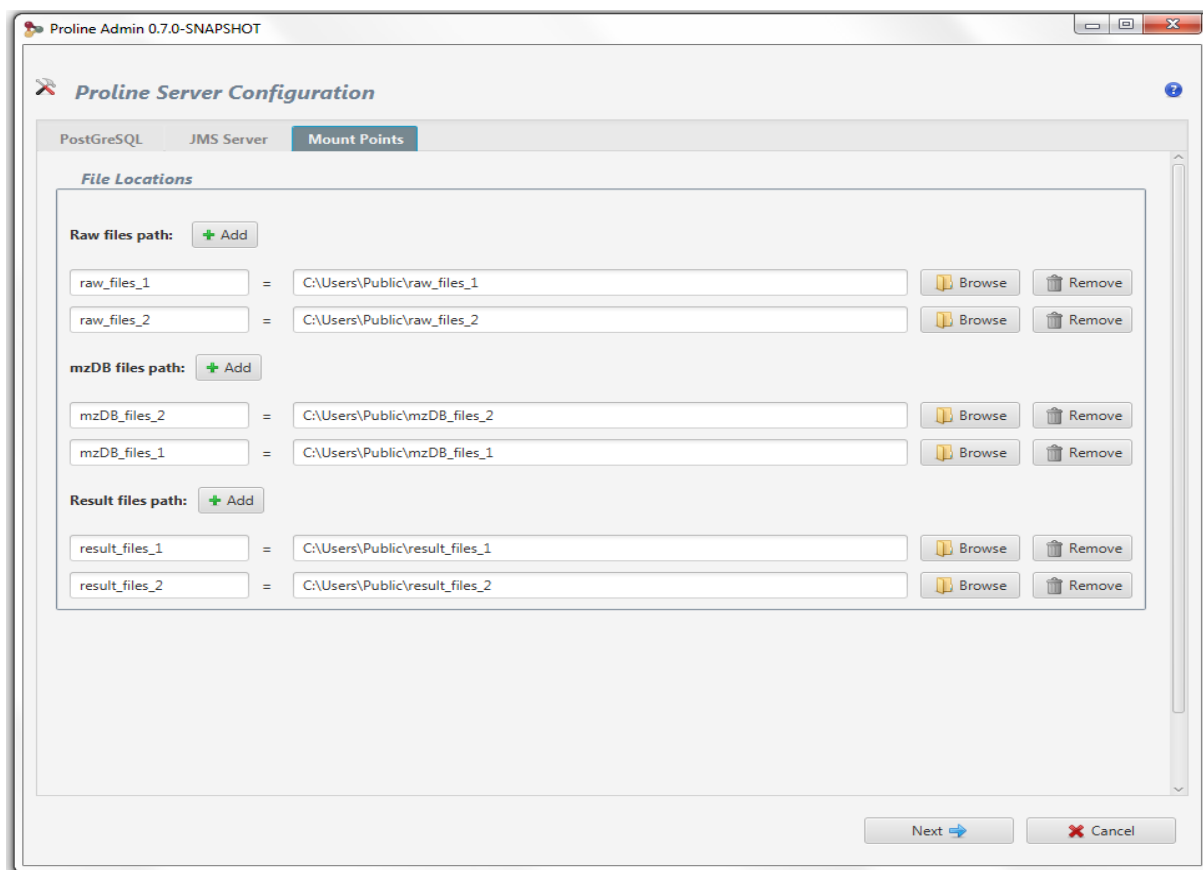 Proline Admin 0.7.0-SNAPSHOT
Proline Server Configuration
PostGreSQL JMS Server Mount Points
File Locations
Raw files path: Add
raw_files_1 = C:\Users\Public\raw_files_1 Browse Remove
raw_files_2 = C:\Users\Public\raw_files_2 Browse Remove
mzDB files path: Add
mzDB_files_2 = C:\Users\Public\mzDB_files_2 Browse Remove
mzDB_files_1 = C:\Users\Public\mzDB_files_1 Browse Remove
Result files path: Add
result_files_1 = C:\Users\Public\result_files_1 Browse Remove
result_files_2 = C:\Users\Public\result_files_2 Browse Remove
Next Cancel